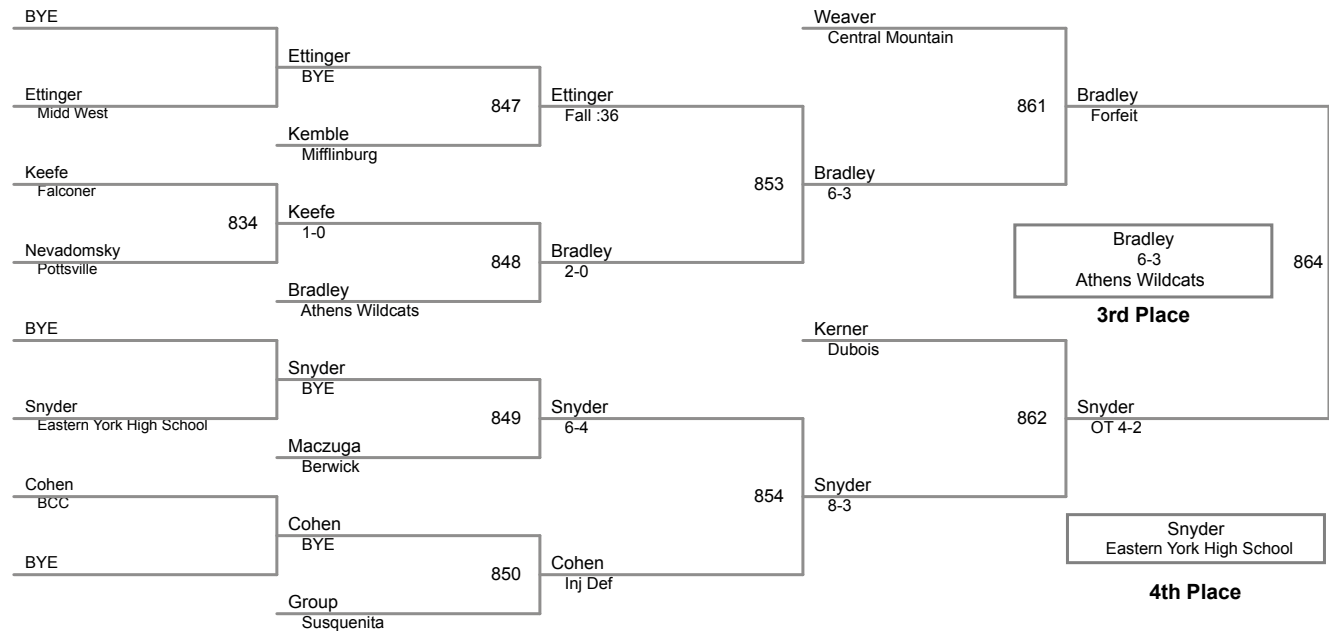 BYE
Ettinger
Midd West
Keefe
Falconer
834
Nevadomsky
Pottsville
BYE
Snyder
Eastern York High School
Cohen
BCC
BYE
Ettinger
BYE
847
Kemble
Mifflinburg
Keefe
1-0
848
Bradley
Athens Wildcats
Snyder
BYE
849
Maczuga
Berwick
Cohen
BYE
850
Group
Susquenita
Ettinger
Fall :36
853
Bradley
2-0
Snyder
6-4
854
Cohen
Inj Def
Weaver
Central Mountain
861
Bradley
6-3
Kerner
Dubois
862
Snyder
8-3
Bradley
Forfeit
864
Snyder
OT 4-2
Bradley
6-3
Athens Wildcats
3rd Place
Snyder
Eastern York High School
4th Place